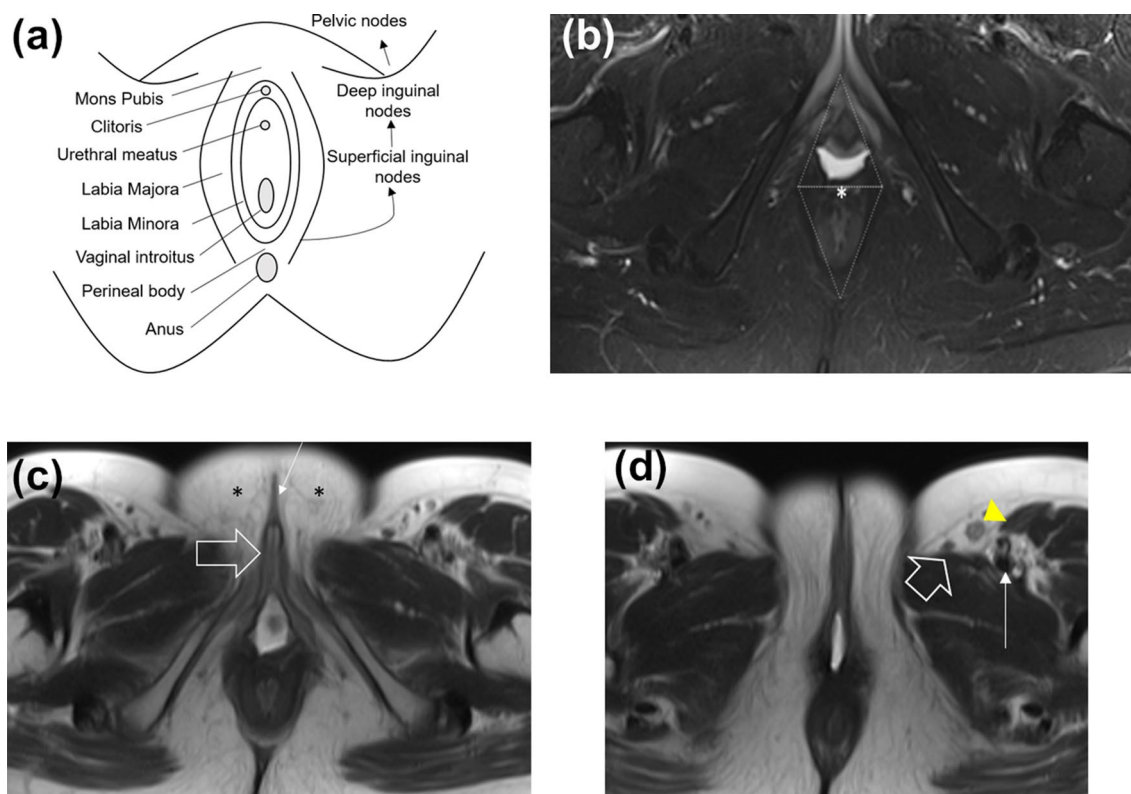 (a)
Pelvic nodes
Mons Pubis
Clitoris
Urethral meatus
Labia Majora
Labia Minora
Vaginal introitus
Perineal body
Anus
Deep inguinal
nodes
Superficial inguinal
nodes
(b)
*
(c)
* *
(d)